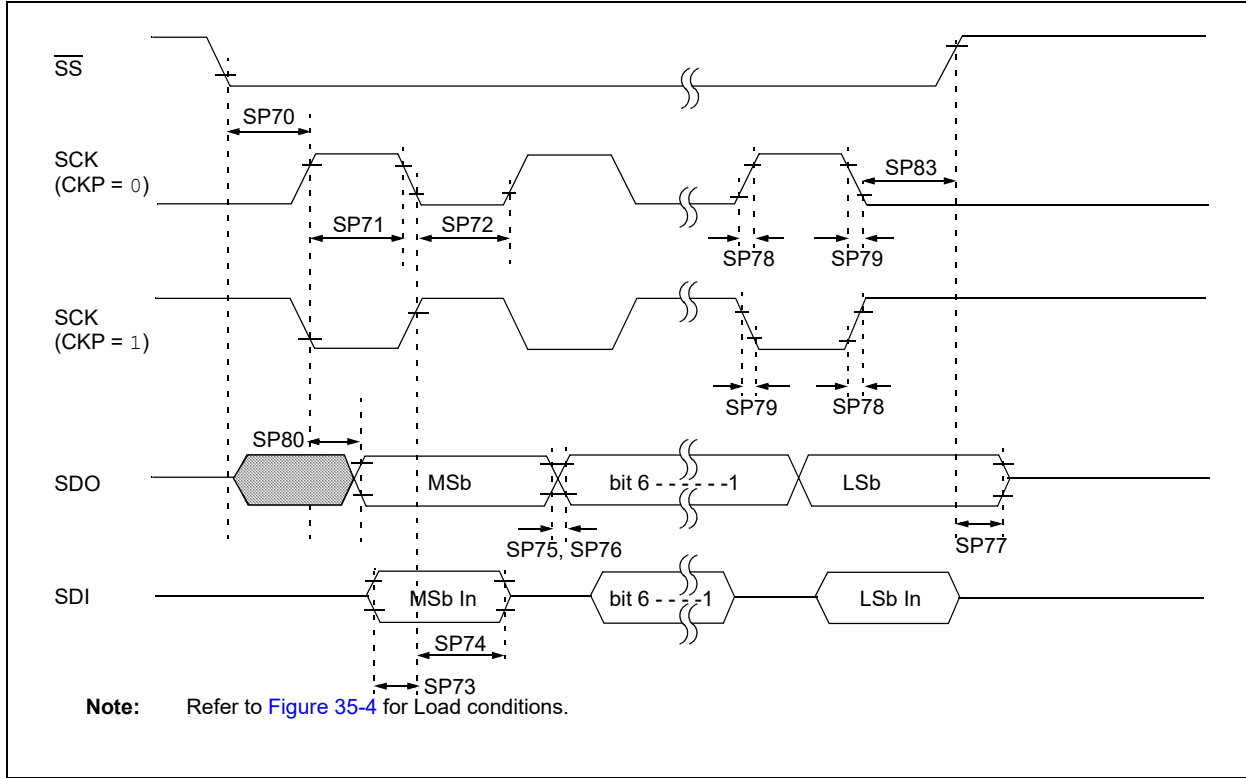 SS
SP70
SCK
(CKP = 0)
SP83
SP71
SP72
SP78
SP79
SCK
(CKP = 1)
SP79
SP78
SP80
SDO
MSb
bit 6 - - - - - -1
LSb
SP75, SP76
SP77
SDI
MSb In
bit 6 - - - -1
LSb In
SP74
SP73
Note: Refer to Figure 35-4 for Load conditions.